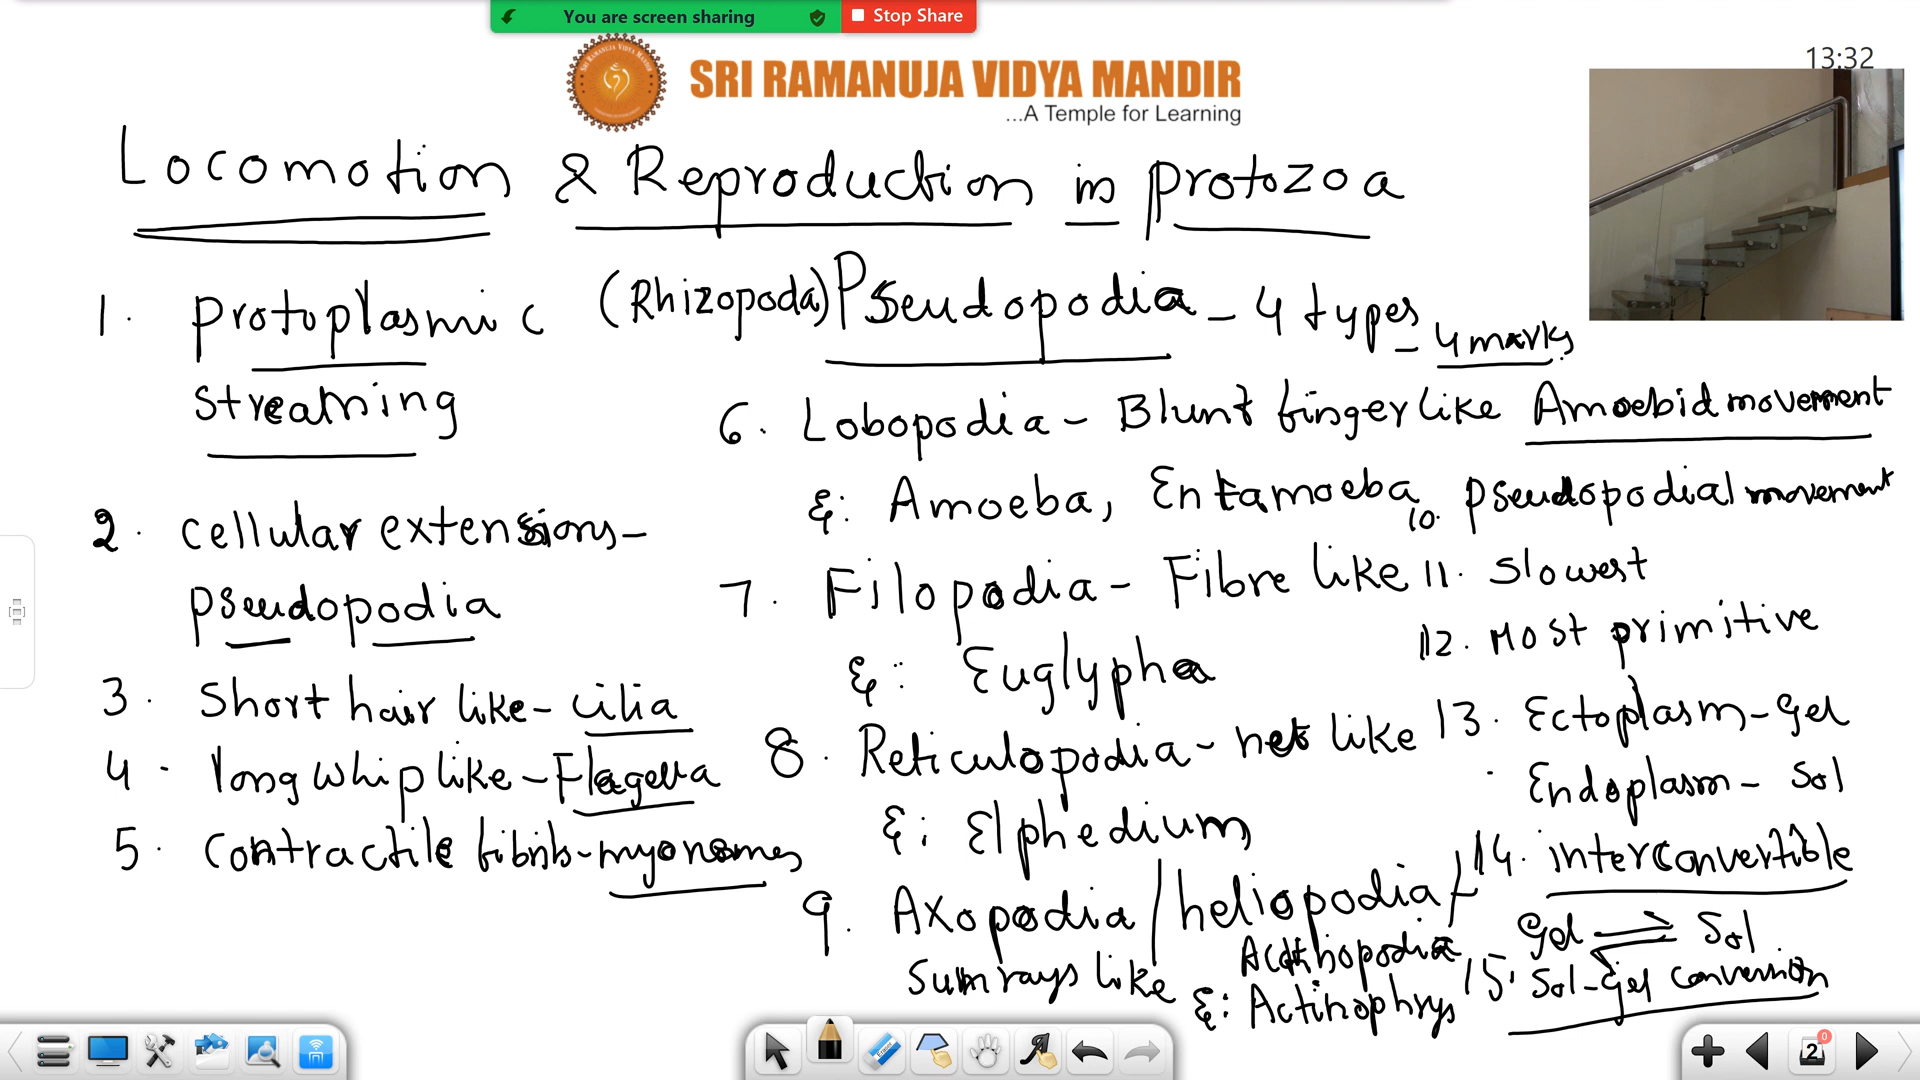 You are screen sharing
Stop Share
SRI RAMANUJA VIDYA MANDIR
...A Temple for Learning
13:32
Locomotion & Reproduction in protozoa
1. protoplasmic
streaming
2. cellular extensions-
pseudopodia
3. Short hair like - cilia
4. long whip like - Flagella
5. contractile fibrils - myonemes
(Rhizopoda) Pseudopodia - 4 types - 4 marks
6. Lobopodia - Blunt finger like
Eg: Amoeba, Entamoeba
7. Filopodia - Fibre like
Eg: Euglypha
8. Reticulopodia - net like
Eg: Elphedium
9. Axopodia / heliopodia /
Actinopodia
Sun rays like
Eg: Actinophrys
Amoebid movement
10. pseudopodial movement
11. Slowest
12. Most primitive
13. Ectoplasm - gel
Endoplasm - Sol
14. interconvertible
Gel ⇌ Sol
15. Sol-Gel conversion
Eraser
2
0